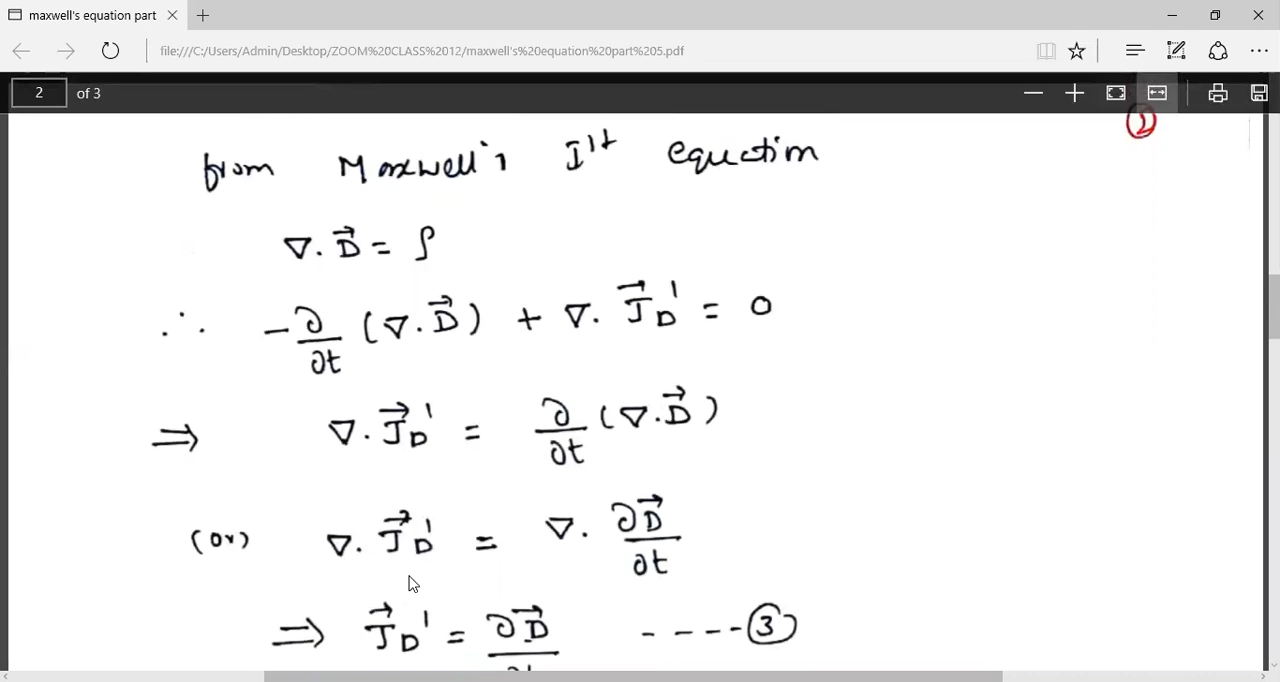 maxwell's equation part
file:///C:/Users/Admin/Desktop/ZOOM%20CLASS%2012/maxwell's%20equation%20part%205.pdf
2 of 3
②
from Maxwell's Ist equation
∇. D⃗ = ρ
∴ -∂/∂t (∇. D⃗) + ∇. J⃗D' = 0
⇒ ∇. J⃗D' = ∂/∂t (∇. D⃗)
(or) ∇. J⃗D' = ∇. ∂D⃗/∂t
⇒ J⃗D' = ∂D⃗/∂t ----③